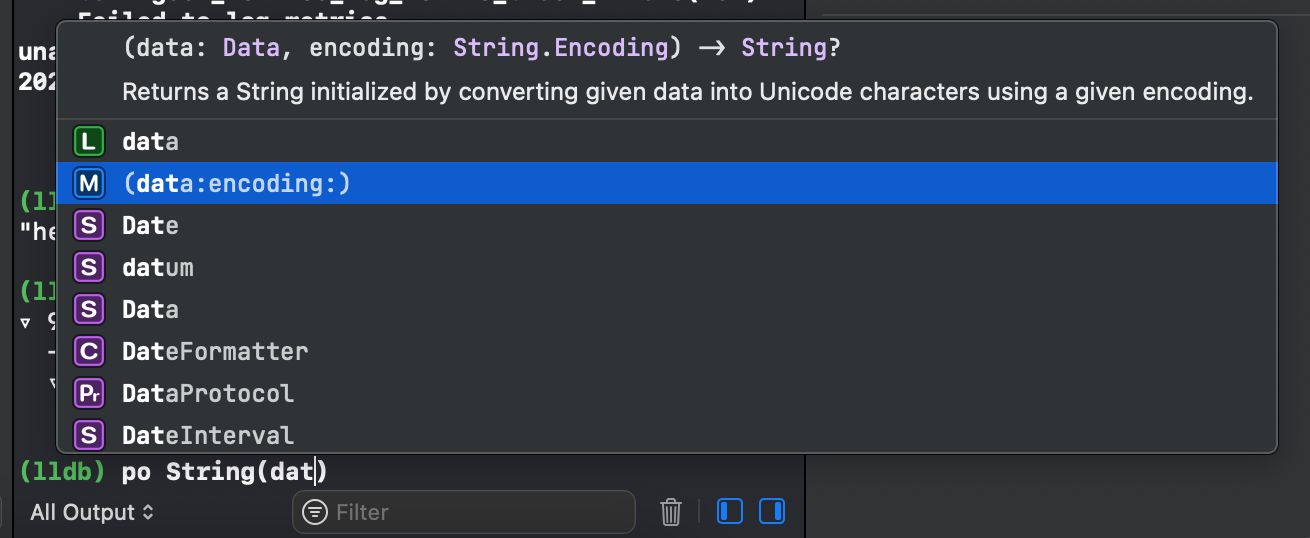 Failed to log metrics
una
202
(data: Data, encoding: String.Encoding) -> String?
Returns a String initialized by converting given data into Unicode characters using a given encoding.
L data
M (data:encoding:)
S Date
S datum
S Data
C DateFormatter
Pr DataProtocol
S DateInterval
(ll
"he
(ll
(lldb) po String(dat)
All Output
Filter